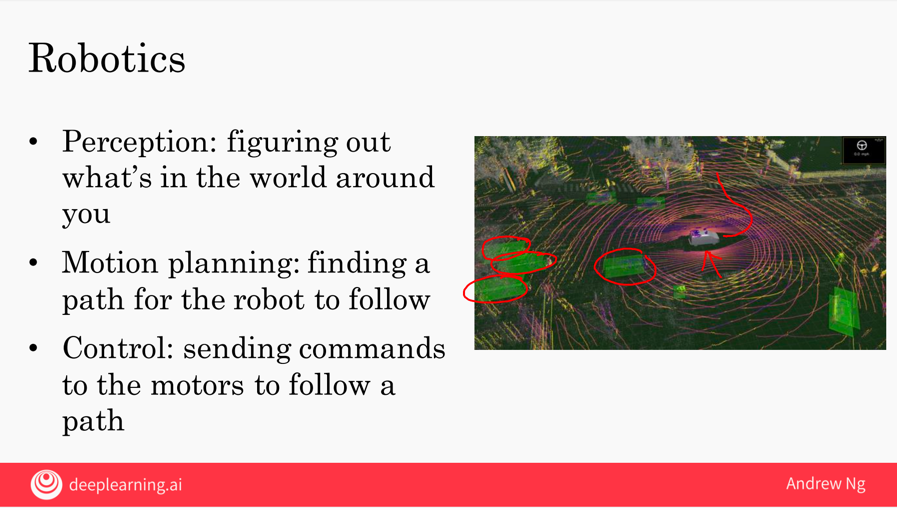 Robotics
• Perception: figuring out
what's in the world around
you
• Motion planning: finding a
path for the robot to follow
• Control: sending commands
to the motors to follow a
path
deeplearning.ai
Andrew Ng